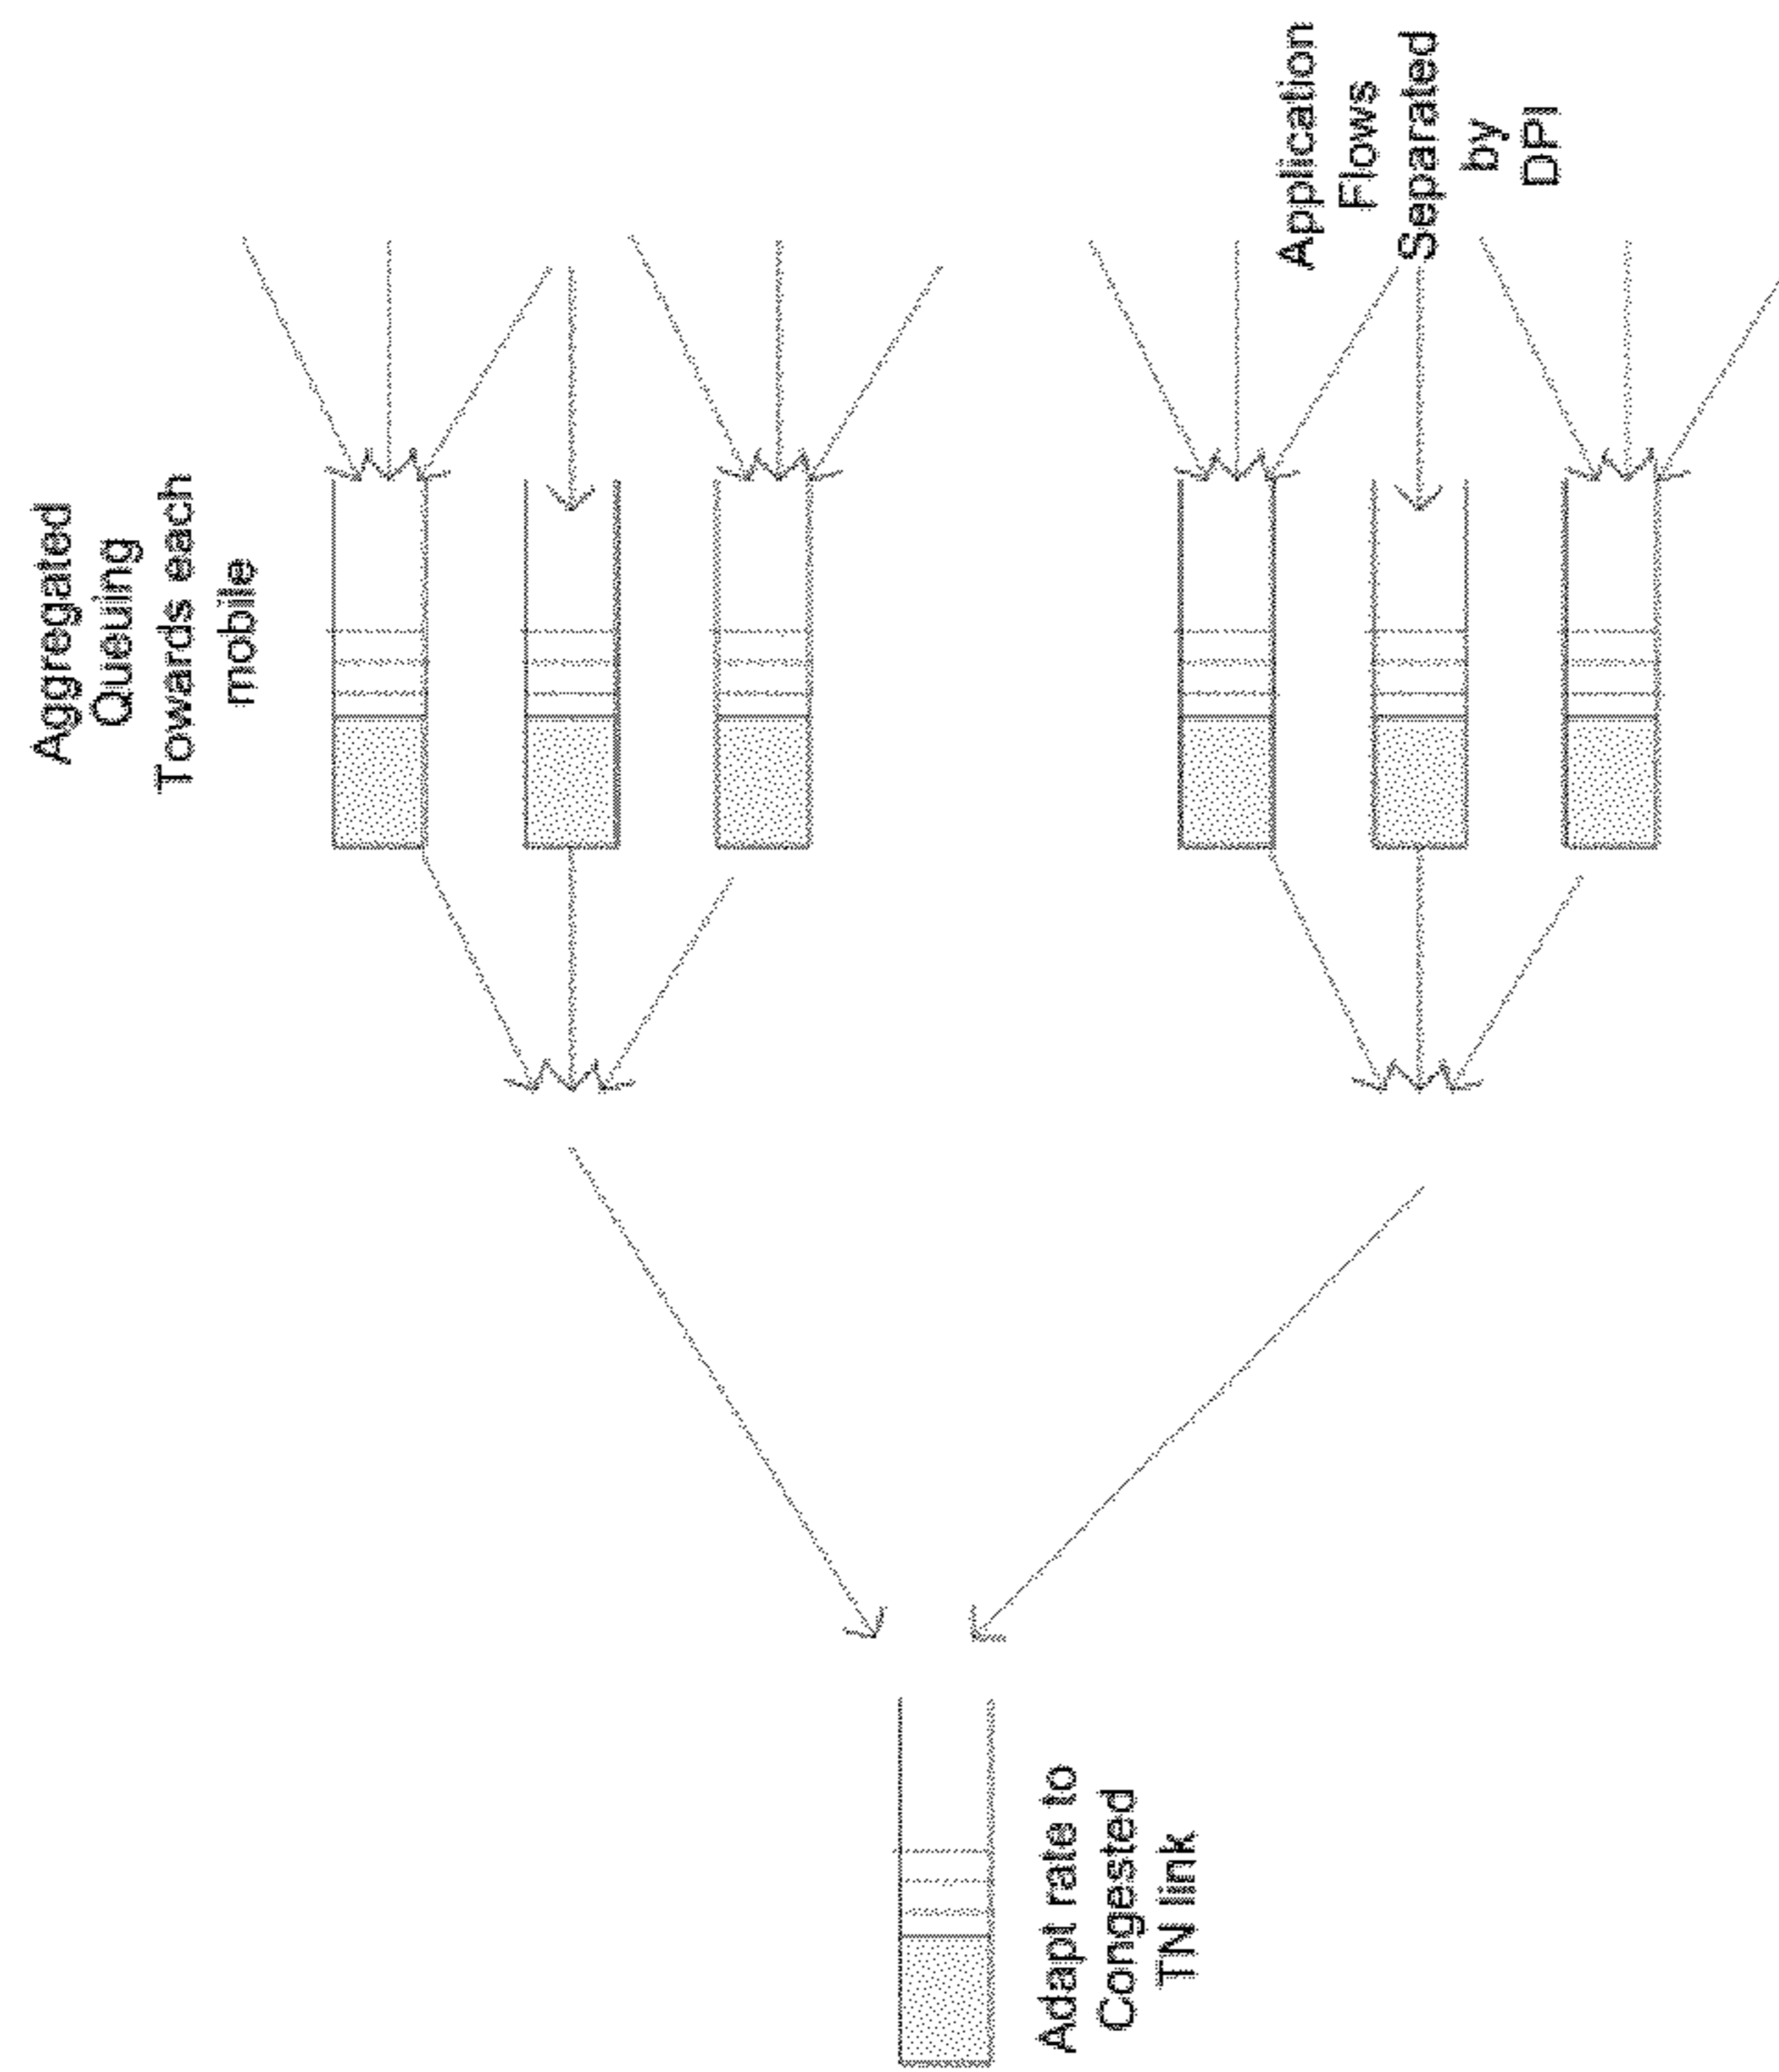 Aggregated
Queuing
Towards each
mobile
Application
Flows
Separated
by
DPI
Adapt rate to
Congested
TN link